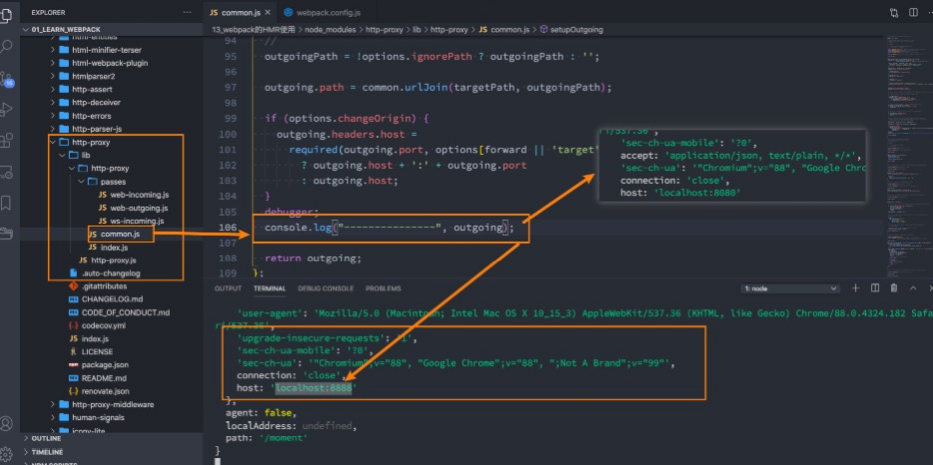 EXPLORER
01_LEARN_WEBPACK
html-entities
html-minifier-terser
html-webpack-plugin
htmlparser2
http-assert
http-deceiver
http-errors
http-parser-js
http-proxy
lib
http-proxy
passes
web-incoming.js
web-outgoing.js
ws-incoming.js
common.js
index.js
http-proxy.js
.auto-changelog
.gitattributes
CHANGELOG.md
CODE_OF_CONDUCT.md
codecov.yml
index.js
LICENSE
package.json
README.md
renovate.json
http-proxy-middleware
human-signals
OUTLINE
TIMELINE
NPM SCRIPTS
common.js
webpack.config.js
13_webpack的HMR使用 > node_modules > http-proxy > lib > http-proxy > common.js > setupOutgoing
94 //
95 outgoingPath = !options.ignorePath ? outgoingPath : '';
96
97 outgoing.path = common.urlJoin(targetPath, outgoingPath);
98
99 if (options.changeOrigin) {
100 outgoing.headers.host =
101 required(outgoing.port, options[forward || 'target'
102 ? outgoing.host + ':' + outgoing.port
103 : outgoing.host;
104 }
105 debugger;
106 console.log("---------------", outgoing);
107
108 return outgoing;
109 };
ri/537.36',
'sec-ch-ua-mobile': '?0',
accept: 'application/json, text/plain, */*',
'sec-ch-ua': '"Chromium";v="88", "Google Chro
connection: 'close',
host: 'localhost:8080'
OUTPUT TERMINAL DEBUG CONSOLE PROBLEMS
1: node
'user-agent': 'Mozilla/5.0 (Macintosh; Intel Mac OS X 10_15_3) AppleWebKit/537.36 (KHTML, like Gecko) Chrome/88.0.4324.182 Safa
ri/537.36',
'upgrade-insecure-requests': '1',
'sec-ch-ua-mobile': '?0',
'sec-ch-ua': '"Chromium";v="88", "Google Chrome";v="88", ";Not A Brand";v="99"',
connection: 'close',
host: 'localhost:8888'
},
agent: false,
localAddress: undefined,
path: '/moment'
}